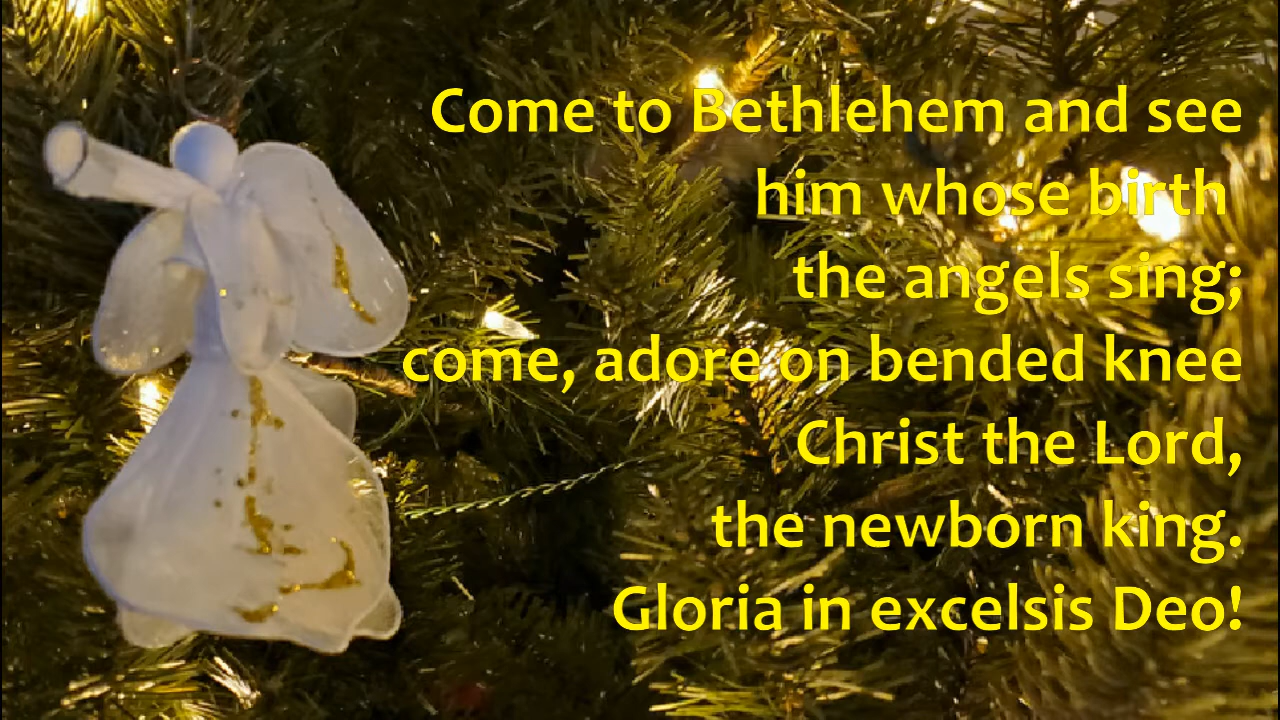 Come to Bethlehem and see
him whose birth
the angels sing;
come, adore on bended knee
Christ the Lord,
the newborn king.
Gloria in excelsis Deo!